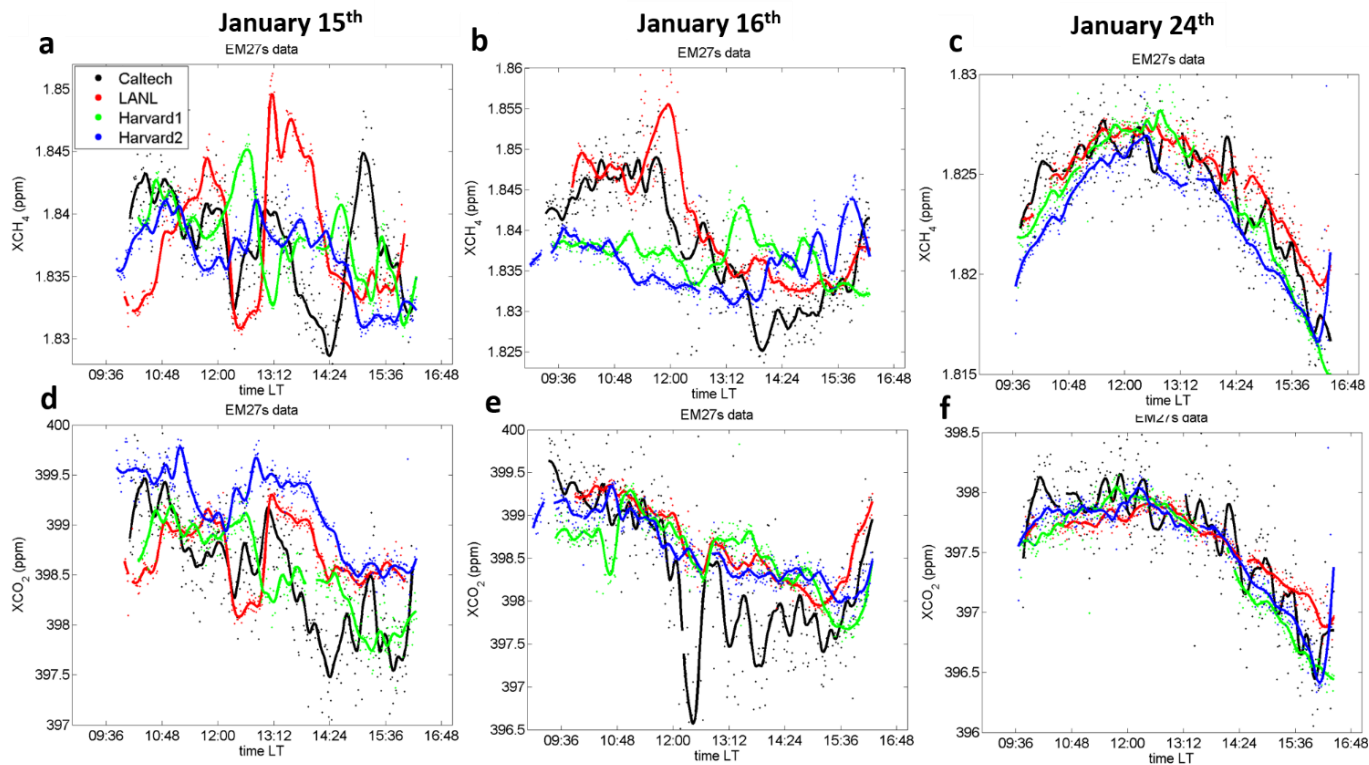 January 15th
January 16th
January 24th
a
EM27s data
Caltech
LANL
Harvard1
Harvard2
XCH4 (ppm)
1.85
1.845
1.84
1.835
1.83
09:36 10:48 12:00 13:12 14:24 15:36 16:48
time LT
b
EM27s data
XCH4 (ppm)
1.86
1.855
1.85
1.845
1.84
1.835
1.83
1.825
09:36 10:48 12:00 13:12 14:24 15:36 16:48
time LT
c
EM27s data
XCH4 (ppm)
1.83
1.825
1.82
1.815
09:36 10:48 12:00 13:12 14:24 15:36 16:48
time LT
d
EM27s data
XCO2 (ppm)
400
399.5
399
398.5
398
397.5
397
09:36 10:48 12:00 13:12 14:24 15:36 16:48
time LT
e
EM27s data
XCO2 (ppm)
400
399.5
399
398.5
398
397.5
397
396.5
09:36 10:48 12:00 13:12 14:24 15:36 16:48
time LT
f
EM27s data
XCO2 (ppm)
398.5
398
397.5
397
396.5
396
09:36 10:48 12:00 13:12 14:24 15:36 16:48
time LT